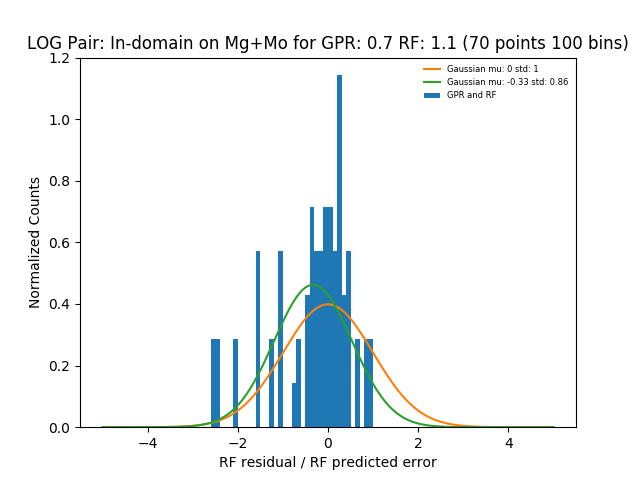 LOG Pair: In-domain on Mg+Mo for GPR: 0.7 RF: 1.1 (70 points 100 bins)
Gaussian mu: 0 std: 1
Gaussian mu: -0.33 std: 0.86
GPR and RF
Normalized Counts
1.2
1.0
0.8
0.6
0.4
0.2
0.0
−4 −2 0 2 4
RF residual / RF predicted error